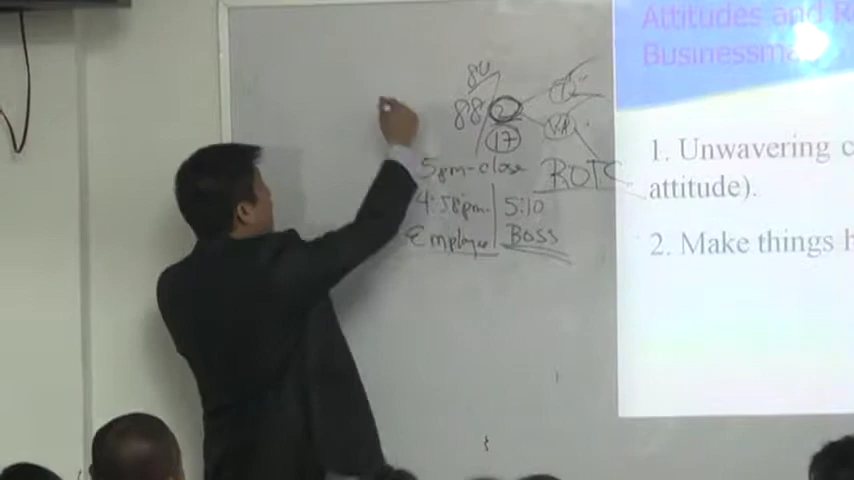 Attitudes and R
Businessma
1. Unwavering c
attitude).
2. Make things h
80
88 2
17
5pm-close ROTC
4:58pm 5:10
Employee Boss